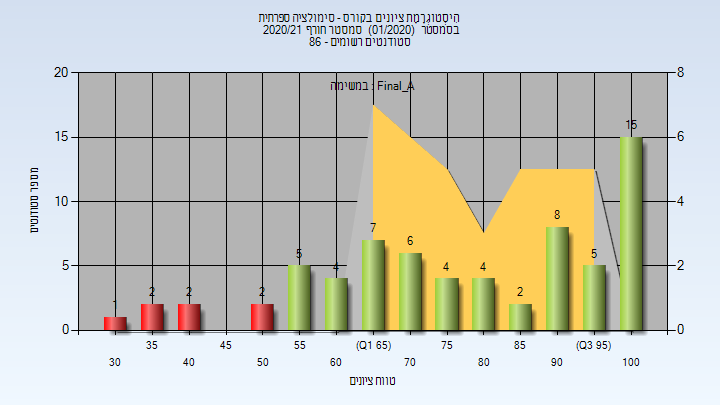 היסטוגרמת ציונים בקורס - סימולציה ספרתית
בסמסטר (01/2020) סמסטר חורף 2020/21
סטודנטים רשומים - 86
במשימה : Final_A
20 15 10 5 0
8 6 4 2 0
מספר סטודנטים
1 2 2 2 5 4 7 6 4 4 2 8 5 15
35 45 55 (Q1 65) 75 85 (Q3 95)
30 40 50 60 70 80 90 100
טווח ציונים